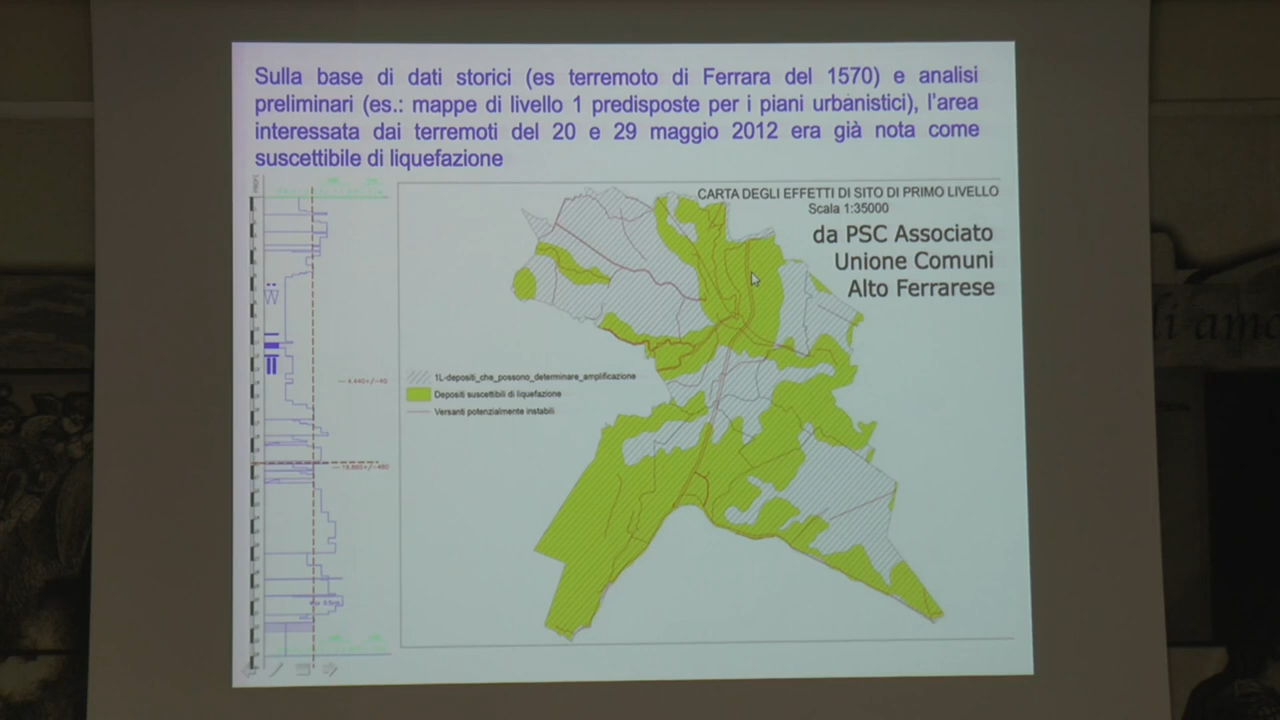 Sulla base di dati storici (es terremoto di Ferrara del 1570) e analisi
preliminari (es.: mappe di livello 1 predisposte per i piani urbanistici), l'area
interessata dai terremoti del 20 e 29 maggio 2012 era già nota come
suscettibile di liquefazione
CARTA DEGLI EFFETTI DI SITO DI PRIMO LIVELLO
Scala 1:35000
da PSC Associato
Unione Comuni
Alto Ferrarese
1L-depositi_che_possono_determinare_amplificazione
Depositi suscettibili di liquefazione
Versanti potenzialmente instabili